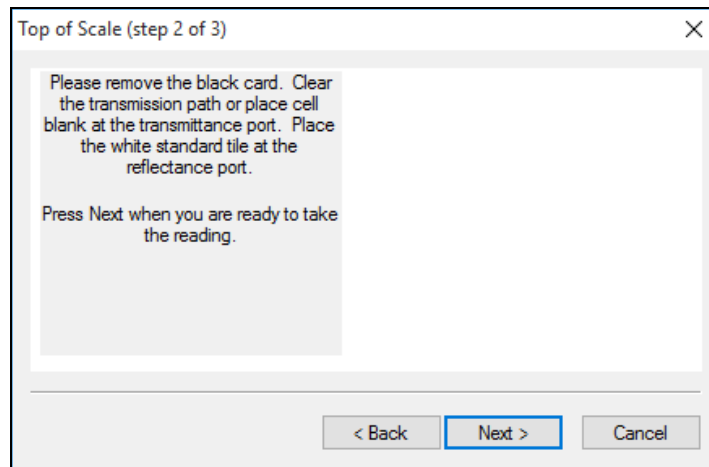 Top of Scale (step 2 of 3)
Please remove the black card.  Clear
the transmission path or place cell
blank at the transmittance port.  Place
the white standard tile at the
reflectance port.
Press Next when you are ready to take
the reading.
< Back
Next >
Cancel